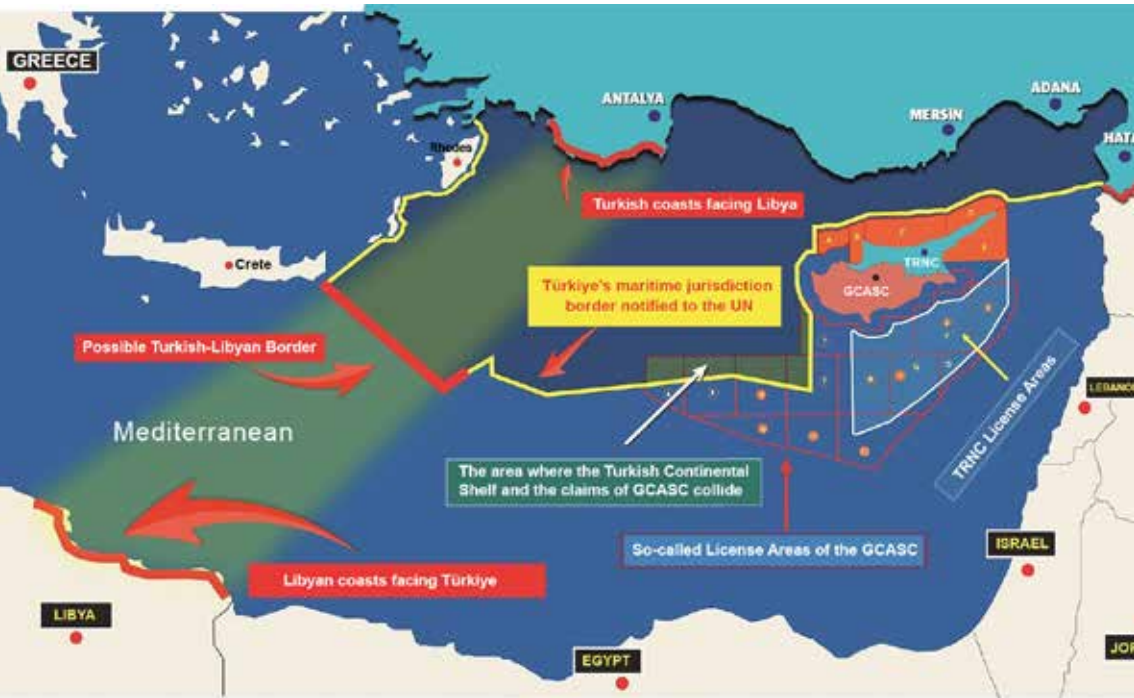 GREECE
ANTALYA
MERSİN
ADANA
HATA
Rhodes
Turkish coasts facing Libya
TRNC
GCASC
Crete
Türkiye's maritime jurisdiction
border notified to the UN
Possible Turkish-Libyan Border
Mediterranean
The area where the Turkish Continental
Shelf and the claims of GCASC collide
TRNC License Areas
LEBANON
So-called License Areas of the GCASC
ISRAEL
Libyan coasts facing Türkiye
LIBYA
EGYPT
JOR